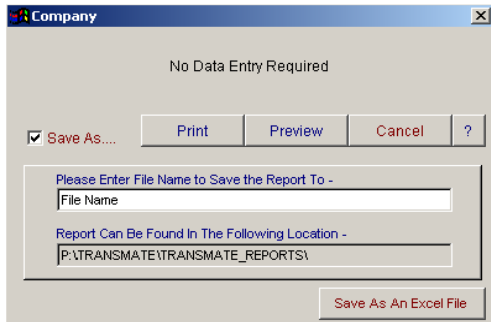 Company
No Data Entry Required
Save As.... Print Preview Cancel ?
Please Enter File Name to Save the Report To -
File Name
Report Can Be Found In The Following Location -
P:\TRANSMATE\TRANSMATE_REPORTS\
Save As An Excel File